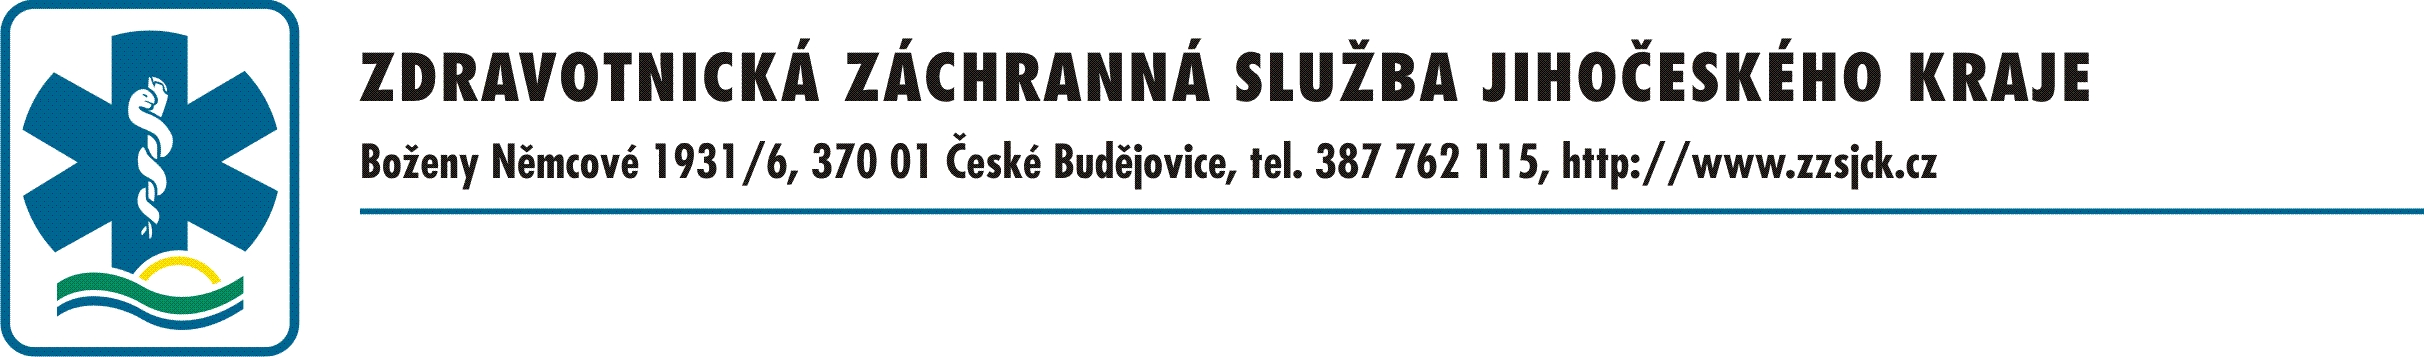 ZDRAVOTNICKÁ ZÁCHRANNÁ SLUŽBA JIHOČESKÉHO KRAJE
Boženy Němcové 1931/6, 370 01 České Budějovice, tel. 387 762 115, http://www.zzsjck.cz